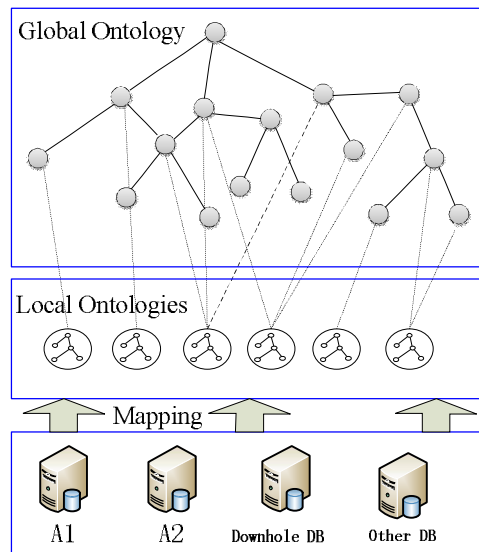 Global Ontology
Local Ontologies
Mapping
A1
A2
Downhole DB
Other DB